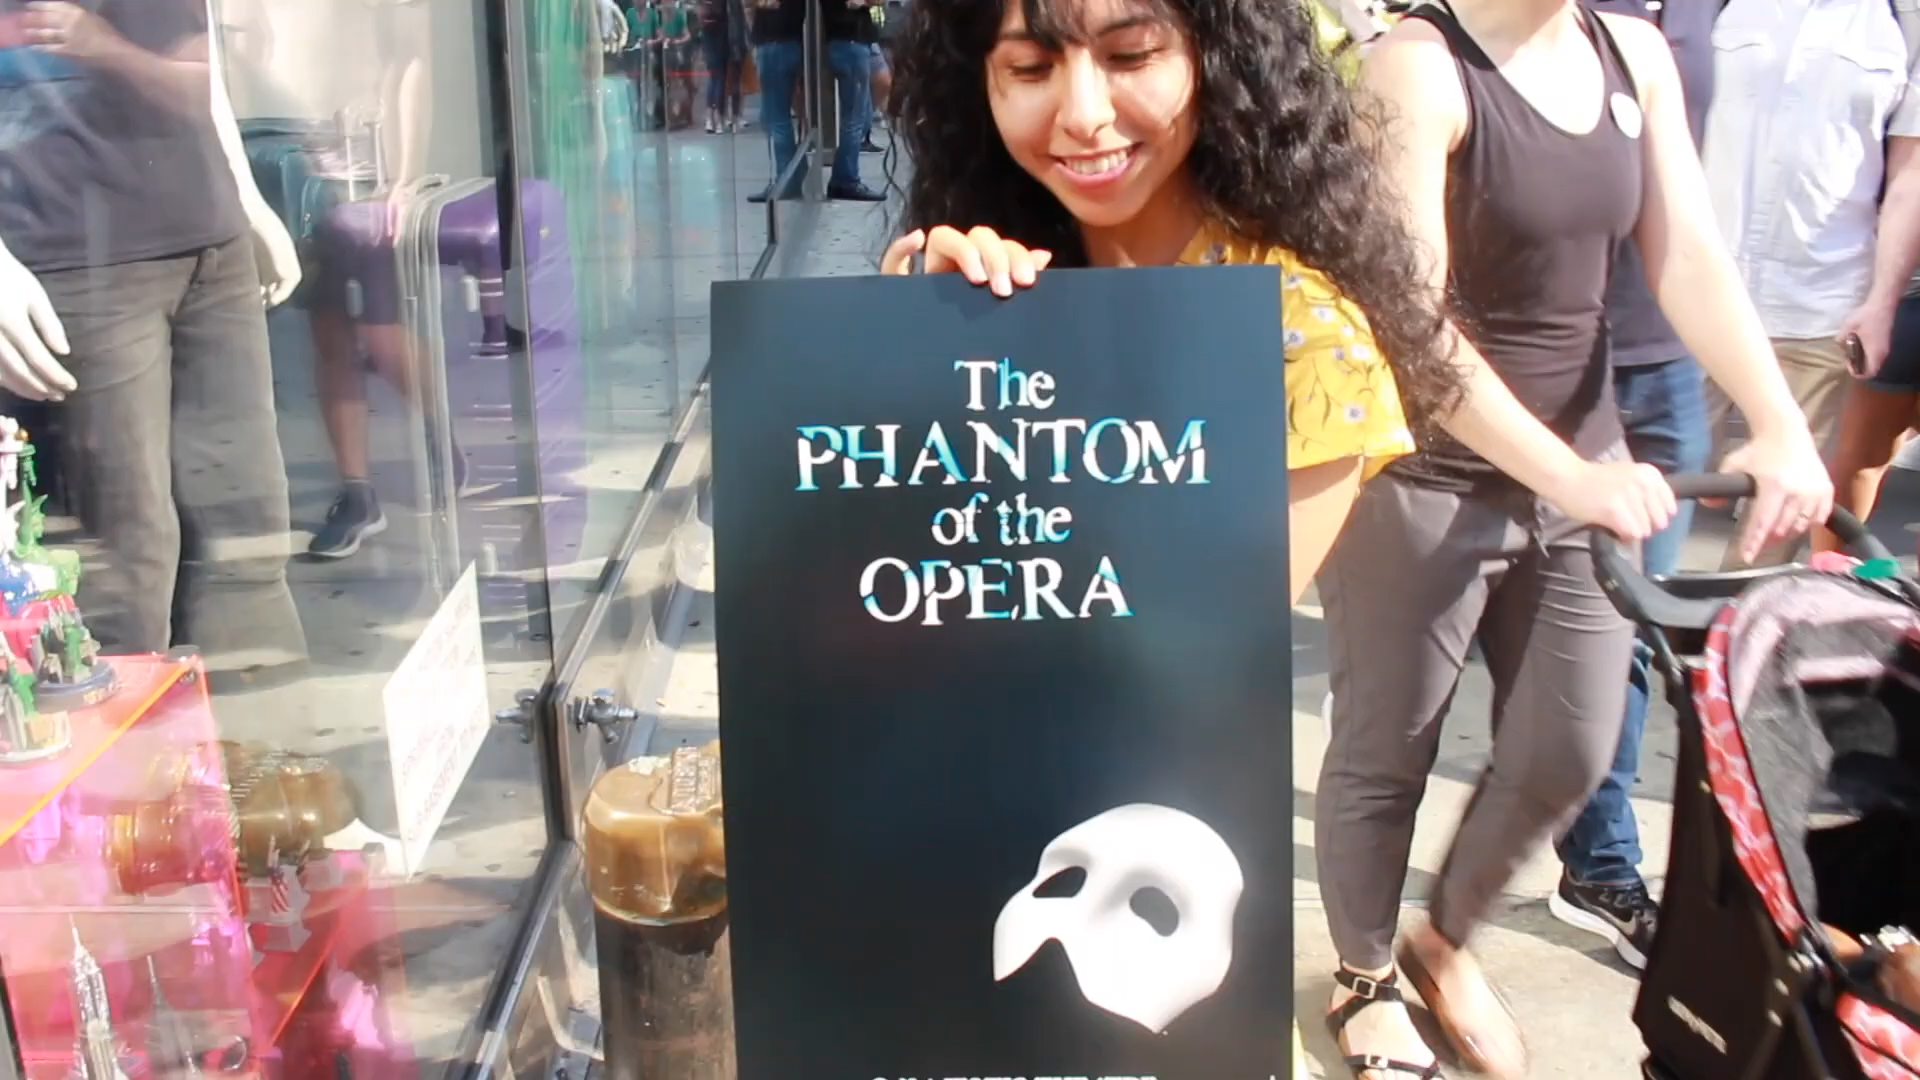 The
PHANTOM
of the
OPERA